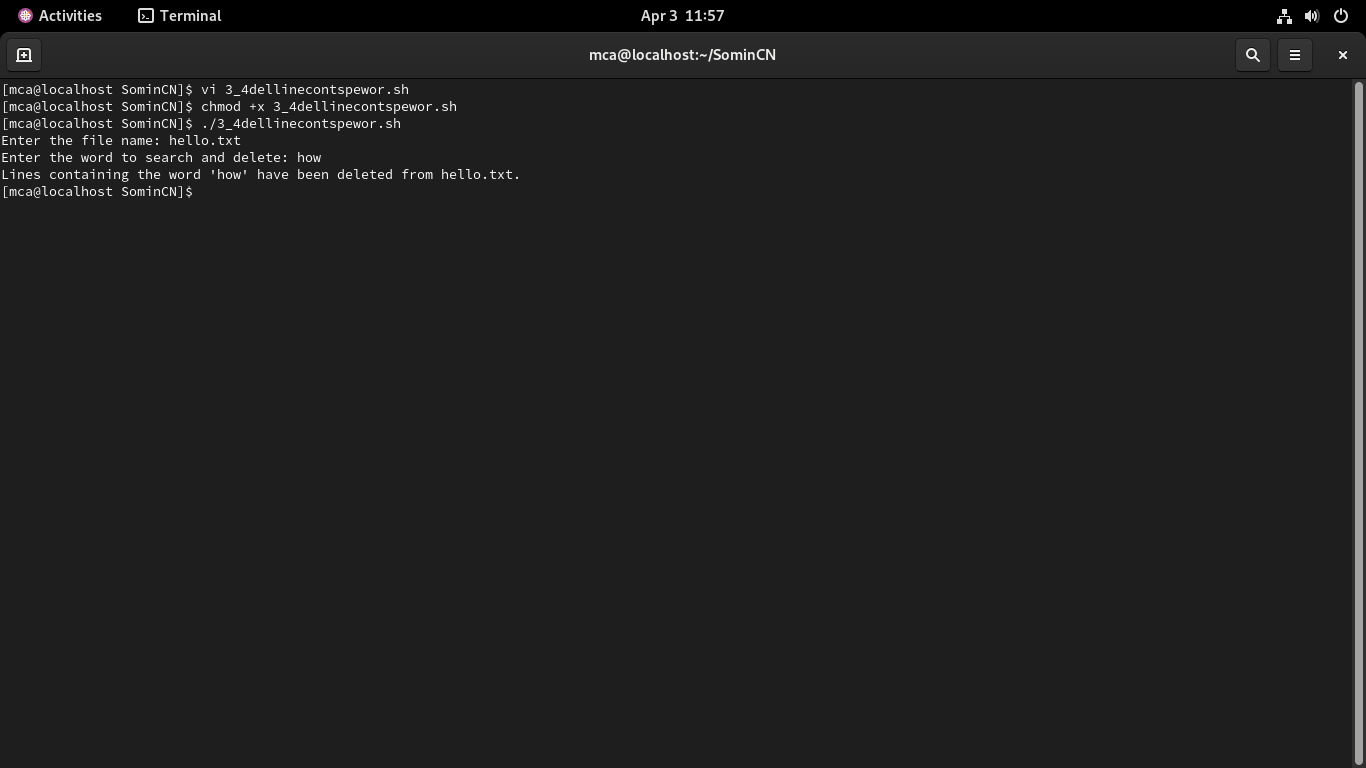 Activities Terminal Apr 3 11:57
mca@localhost:~/SominCN
[mca@localhost SominCN]$ vi 3_4dellinecontspewor.sh
[mca@localhost SominCN]$ chmod +x 3_4dellinecontspewor.sh
[mca@localhost SominCN]$ ./3_4dellinecontspewor.sh
Enter the file name: hello.txt
Enter the word to search and delete: how
Lines containing the word 'how' have been deleted from hello.txt.
[mca@localhost SominCN]$